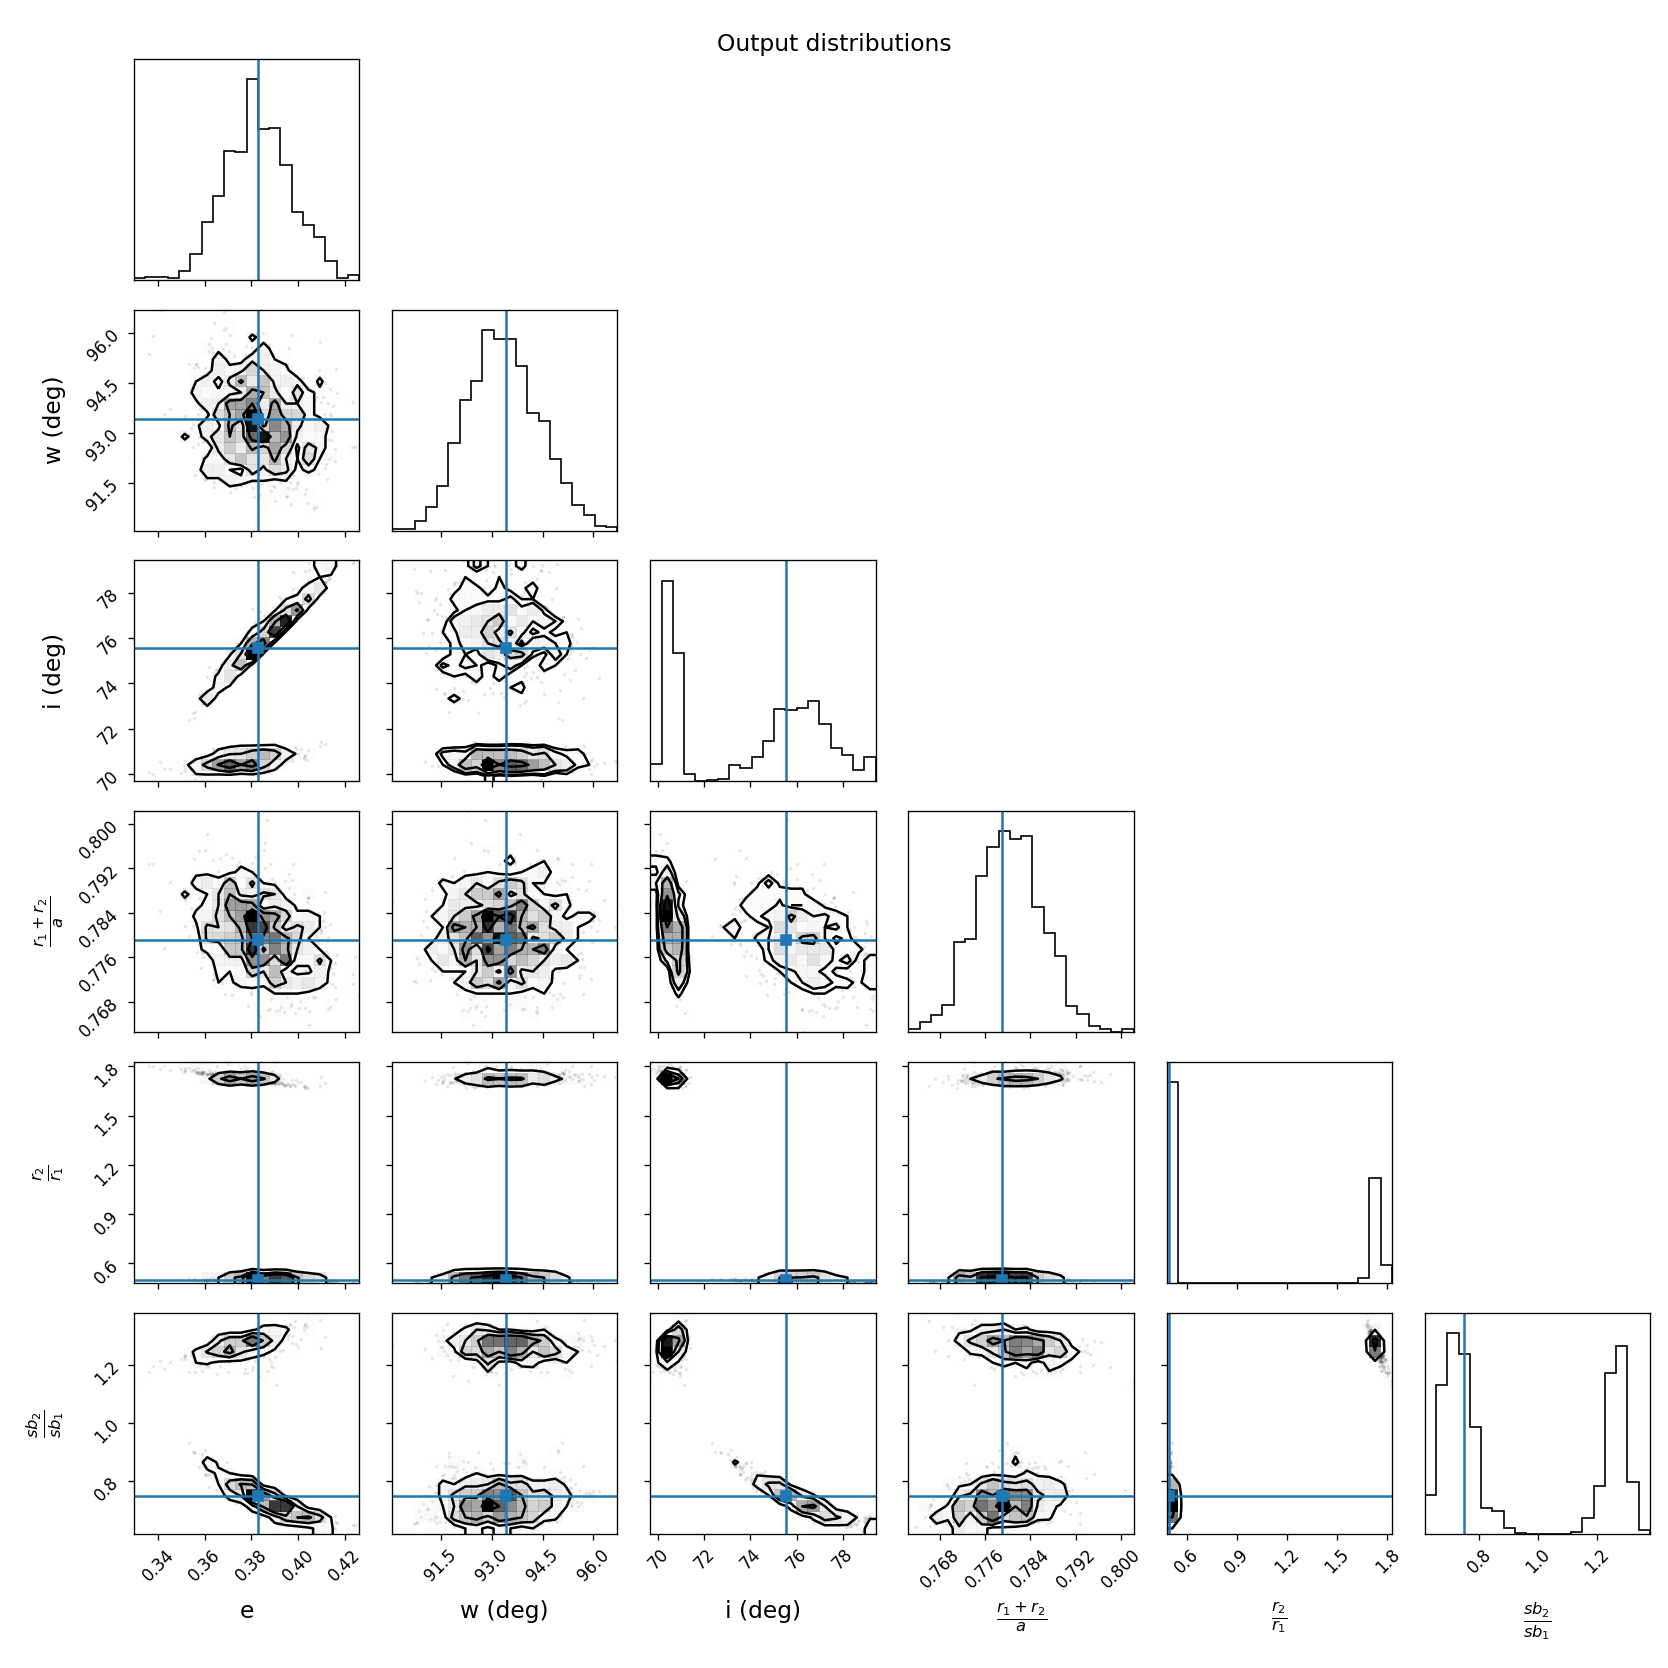 Output distributions
w (deg)
96.0
94.5
93.0
91.5
i (deg)
78
76
74
72
70
r₁ + r₂
a
0.800
0.792
0.784
0.776
0.768
r₂
r₁
1.8
1.5
1.2
0.9
0.6
sb₂
sb₁
1.2
1.0
0.8
0.34 0.36 0.38 0.40 0.42
91.5 93.0 94.5 96.0
70 72 74 76 78
0.768 0.776 0.784 0.792 0.800
0.6 0.9 1.2 1.5 1.8
0.8 1.0 1.2
e
w (deg)
i (deg)
r₁ + r₂
a
r₂
r₁
sb₂
sb₁